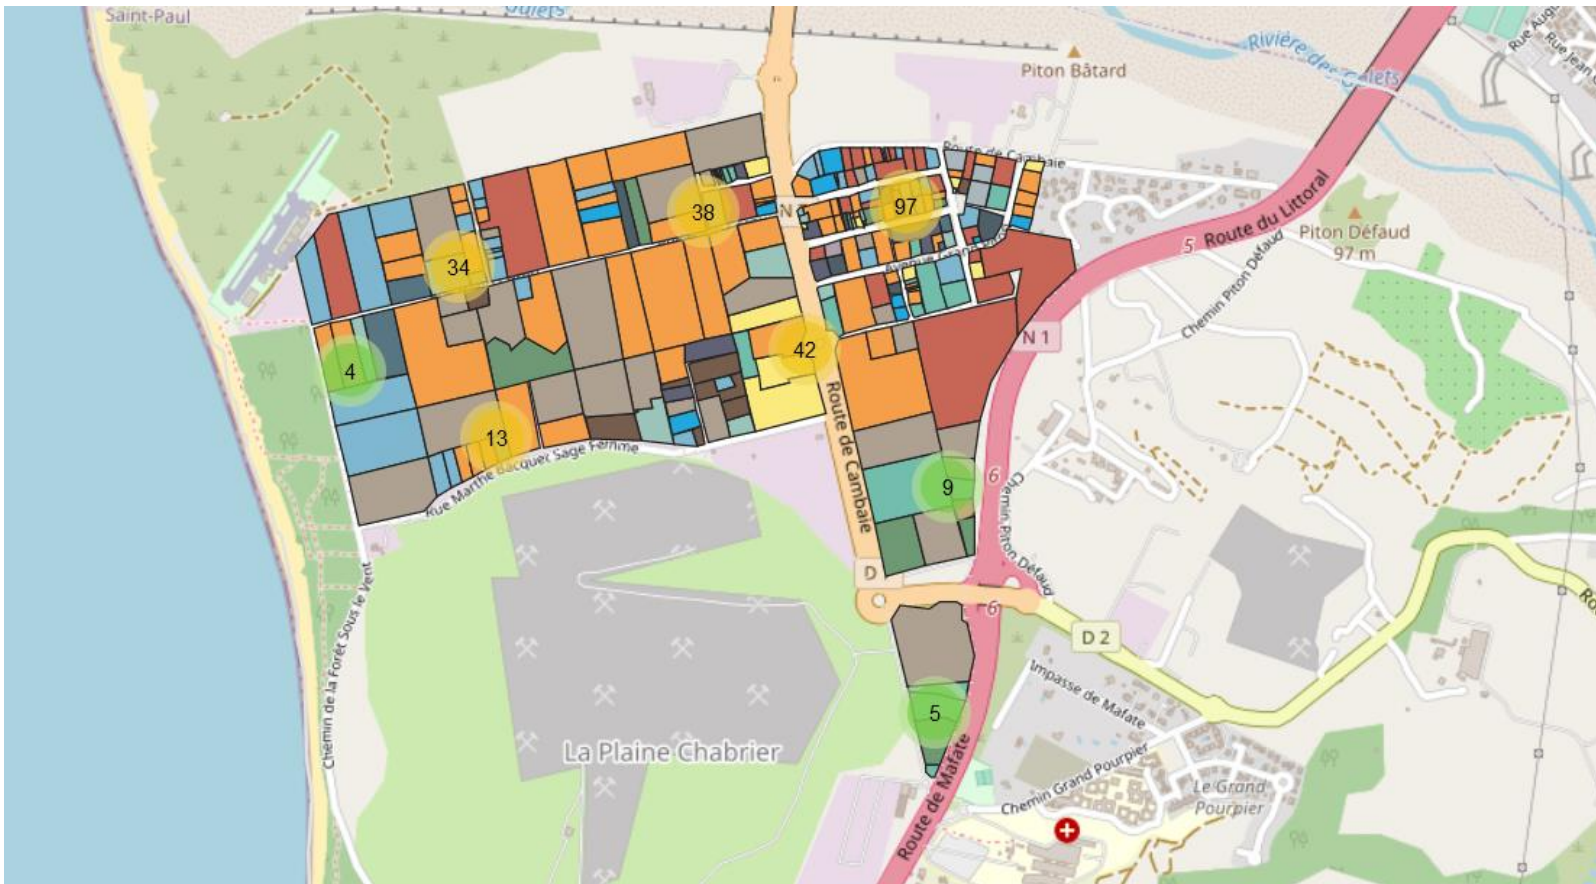 Saint-Paul
Galets
Rivière des Galets
Rue Jean
Piton Bâtard
Route de Cambaie
38
N
97
Route du Littoral
5
Piton Défaud
97 m
34
Chemin Piton Défaud
N 1
4
42
13
Rue Marthe Bacquet Sage Femme
Route de Cambaie
9
6
Chemin Piton Défaud
D
6
D 2
Chemin de la Forêt Sous le Vent
Impasse de Mafate
5
La Plaine Chabrier
Route de Mafate
Chemin Grand Pourpier
Le Grand
Pourpier